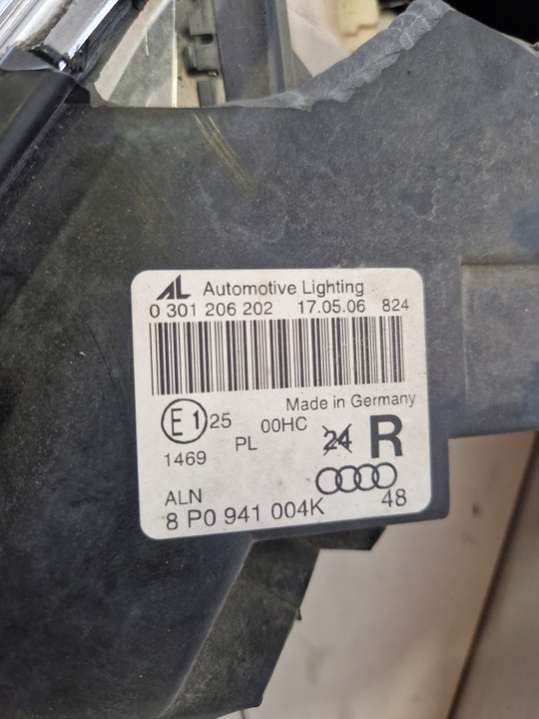 AL Automotive Lighting
0 301 206 202 17.05.06 824
Made in Germany
E1 25 00HC 24 R
1469 PL
ALN 48
8 P0 941 004K